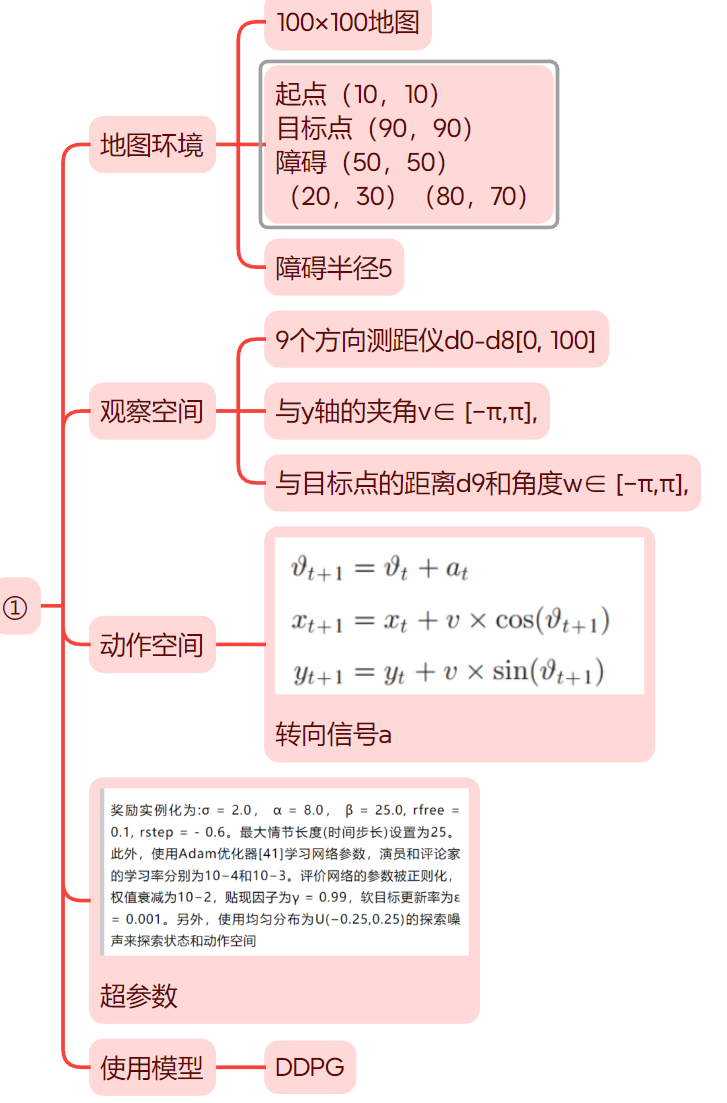 100×100地图
地图环境
起点（10，10）
目标点（90，90）
障碍（50，50）
（20，30）（80，70）
障碍半径5
9个方向测距仪d0-d8[0, 100]
观察空间
与y轴的夹角v∈ [-π,π],
与目标点的距离d9和角度w∈ [-π,π],
①
动作空间
ϑₜ₊₁ = ϑₜ + aₜ
xₜ₊₁ = xₜ + v × cos(ϑₜ₊₁)
yₜ₊₁ = yₜ + v × sin(ϑₜ₊₁)
转向信号a
奖励实例化为:σ = 2.0， α = 8.0， β = 25.0, rfree =
0.1, rstep = - 0.6。最大情节长度(时间步长)设置为25。
此外，使用Adam优化器[41]学习网络参数，演员和评论家
的学习率分别为10−4和10−3。评价网络的参数被正则化，
权值衰减为10−2，贴现因子为γ = 0.99，软目标更新率为ε
= 0.001。另外，使用均匀分布为U(−0.25,0.25)的探索噪
声来探索状态和动作空间
超参数
使用模型
DDPG